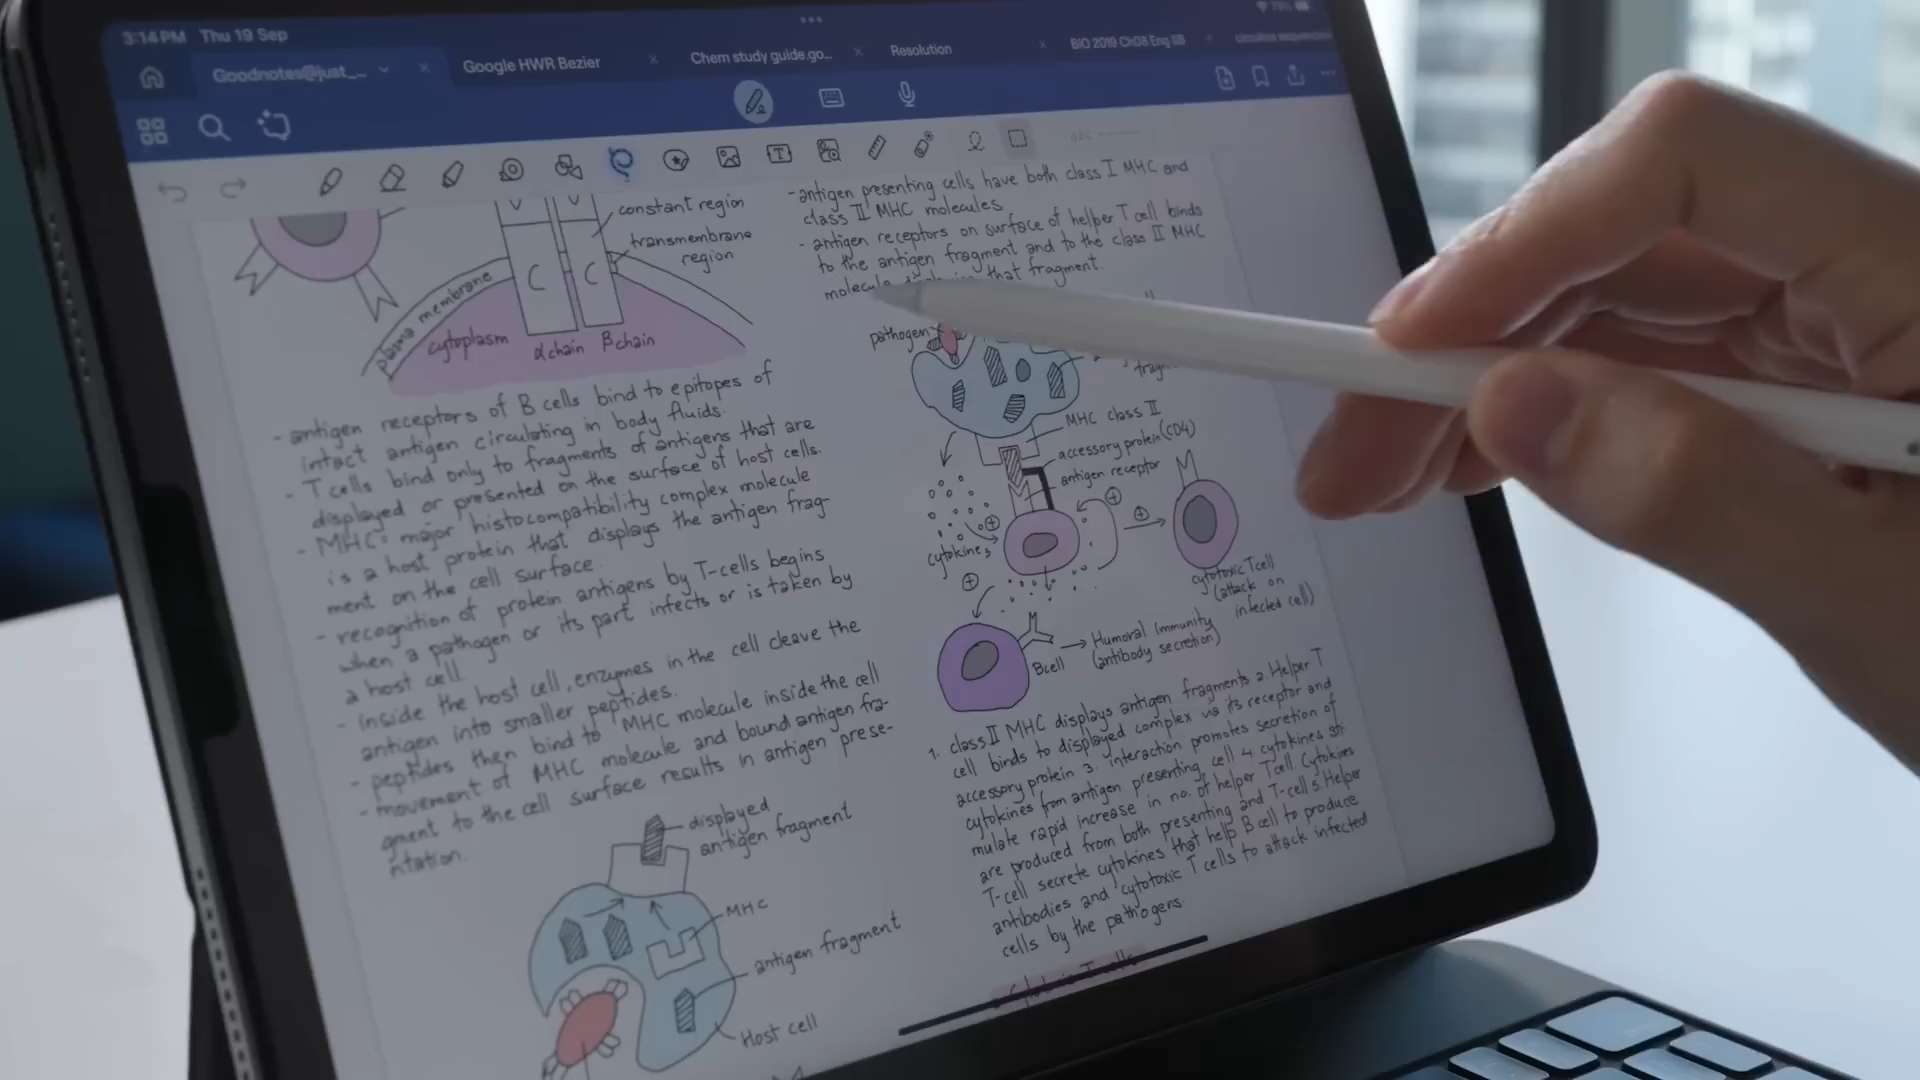 3:14 PM Thu 19 Sep
Goodnotes@just_...
Google HWR Bezier
Chem study guide.go...
Resolution
BIO 2019 Ch08 Eng SB
constant region
transmembrane
region
C
C
plasma membrane
cytoplasm
α chain
β chain
- antigen receptors of B cells bind to epitopes of
intact antigen circulating in body fluids.
- T cells bind only to fragments of antigens that are
displayed or presented on the surface of host cells.
- MHC: major histocompatibility complex molecule
is a host protein that displays the antigen frag-
ment on the cell surface.
- recognition of protein antigens by T-cells begins
when a pathogen or its part infects or is taken by
a host cell.
- inside the host cell, enzymes in the cell cleave the
antigen into smaller peptides.
- peptides then bind to MHC molecule inside the cell
- movement of MHC molecule and bound antigen fra-
gment to the cell surface results in antigen prese-
ntation.
displayed
antigen fragment
MHC
antigen fragment
Host cell
- antigen presenting cells have both class I MHC and
class II MHC molecules.
- antigen receptors on surface of helper T cell binds
to the antigen fragment and to the class II MHC
molecule that fragment.
pathogen
MHC class II
accessory protein (CD4)
antigen receptor
cytokines
cytotoxic T cell
(attack on
infected cell)
B cell
Humoral Immunity
(antibody secretion)
1. class II MHC displays antigen fragments 2. Helper T
cell binds to displayed complex via its receptor and
accessory protein 3. interaction promotes secretion of
cytokines from antigen presenting cell 4. cytokines sti
mulate rapid increase in no. of helper T cell. Cytokines
are produced from both presenting and T-cell 5. Helper
T-cell secrete cytokines that help B cell to produce
antibodies and cytotoxic T cells to attack infected
cells by the pathogens.